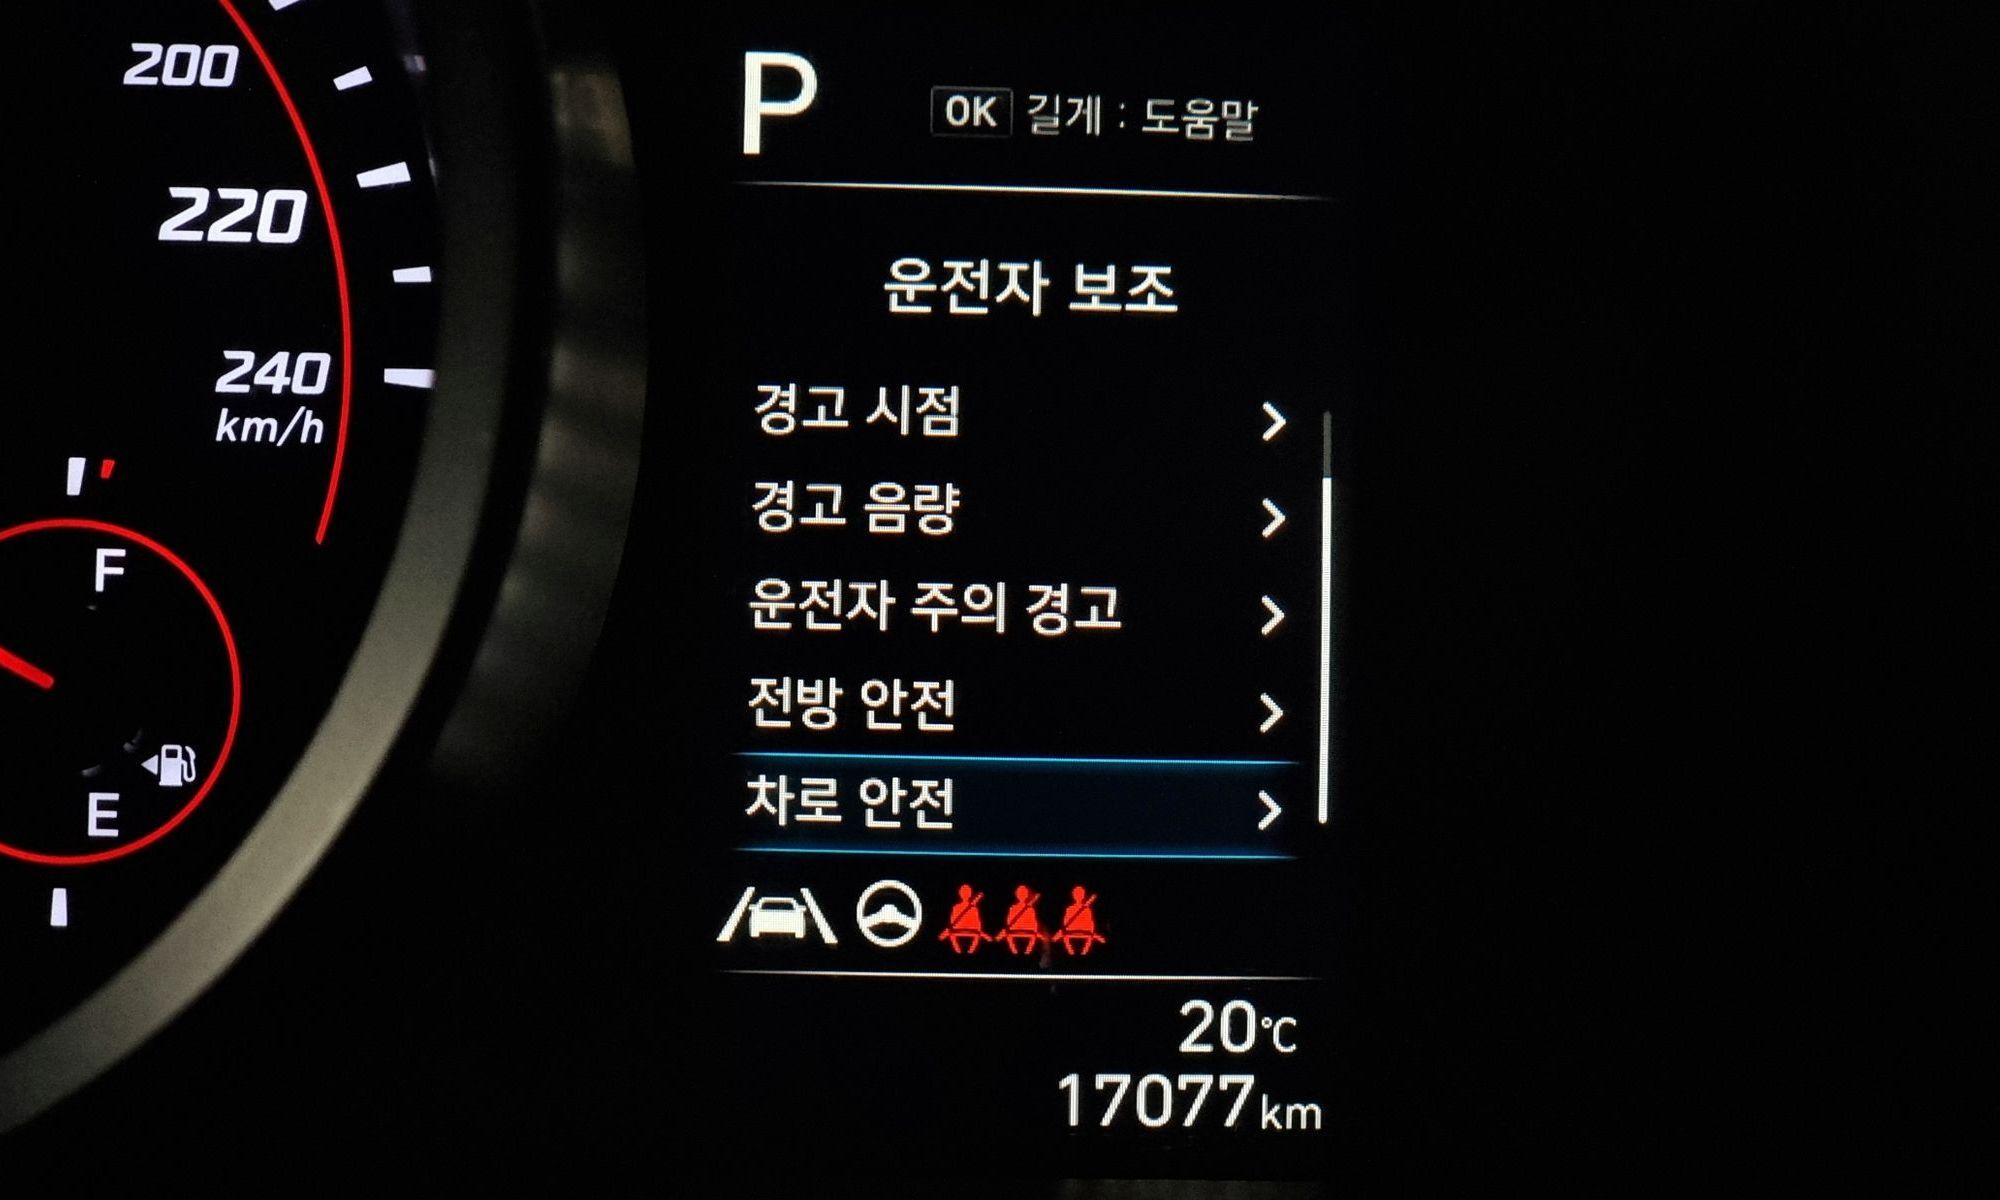 200
220
240
km/h
F
E
P
OK 길게 : 도움말
운전자 보조
경고 시점
경고 음량
운전자 주의 경고
전방 안전
차로 안전
20°C
17077 km